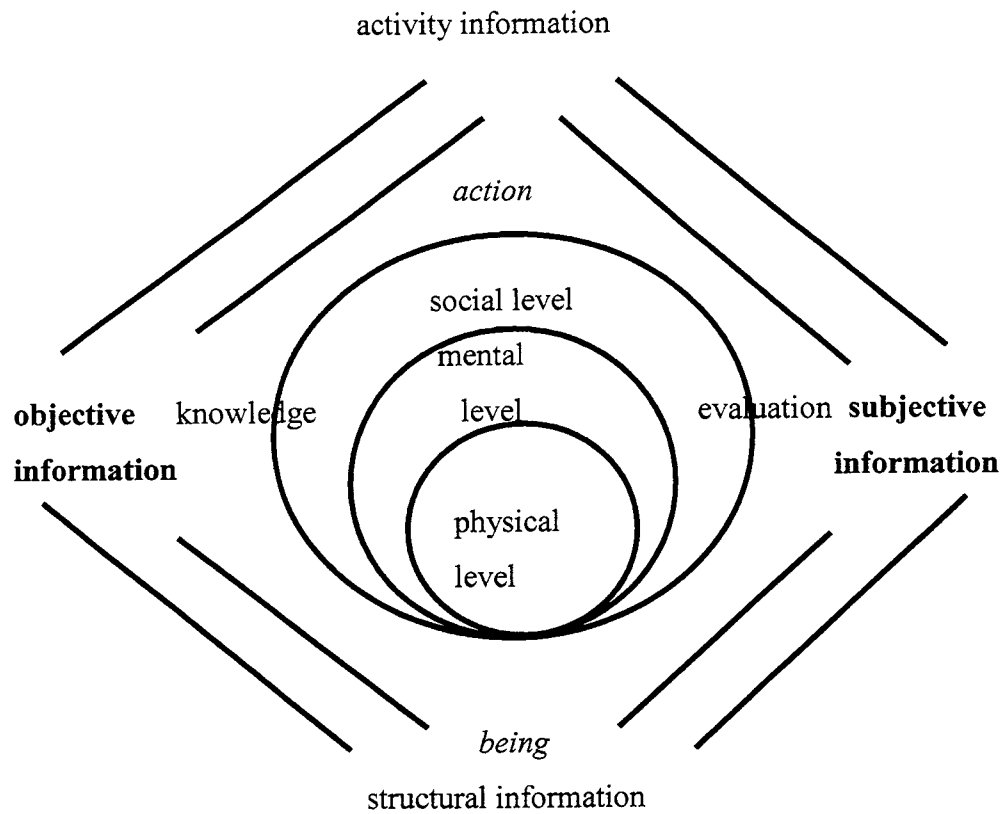 activity information
action
social level
mental
level
objective
information
knowledge
evaluation
subjective
information
physical
level
being
structural information